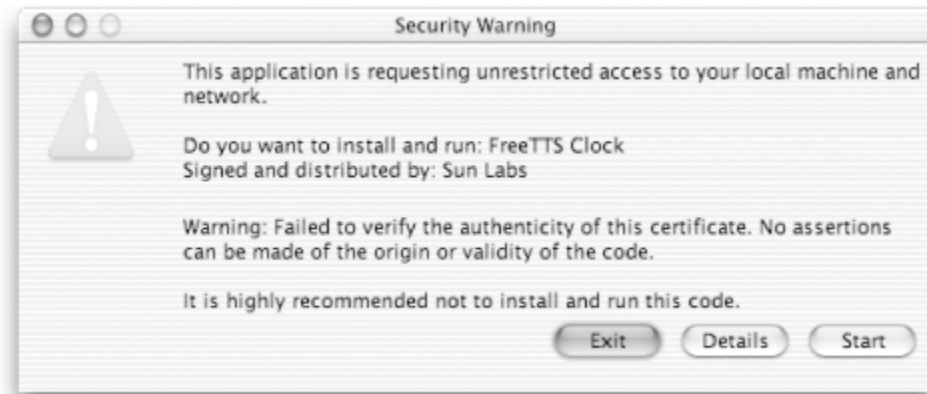 Security Warning
This application is requesting unrestricted access to your local machine and
network.
Do you want to install and run: FreeTTS Clock
Signed and distributed by: Sun Labs
Warning: Failed to verify the authenticity of this certificate. No assertions
can be made of the origin or validity of the code.
It is highly recommended not to install and run this code.
Exit Details Start